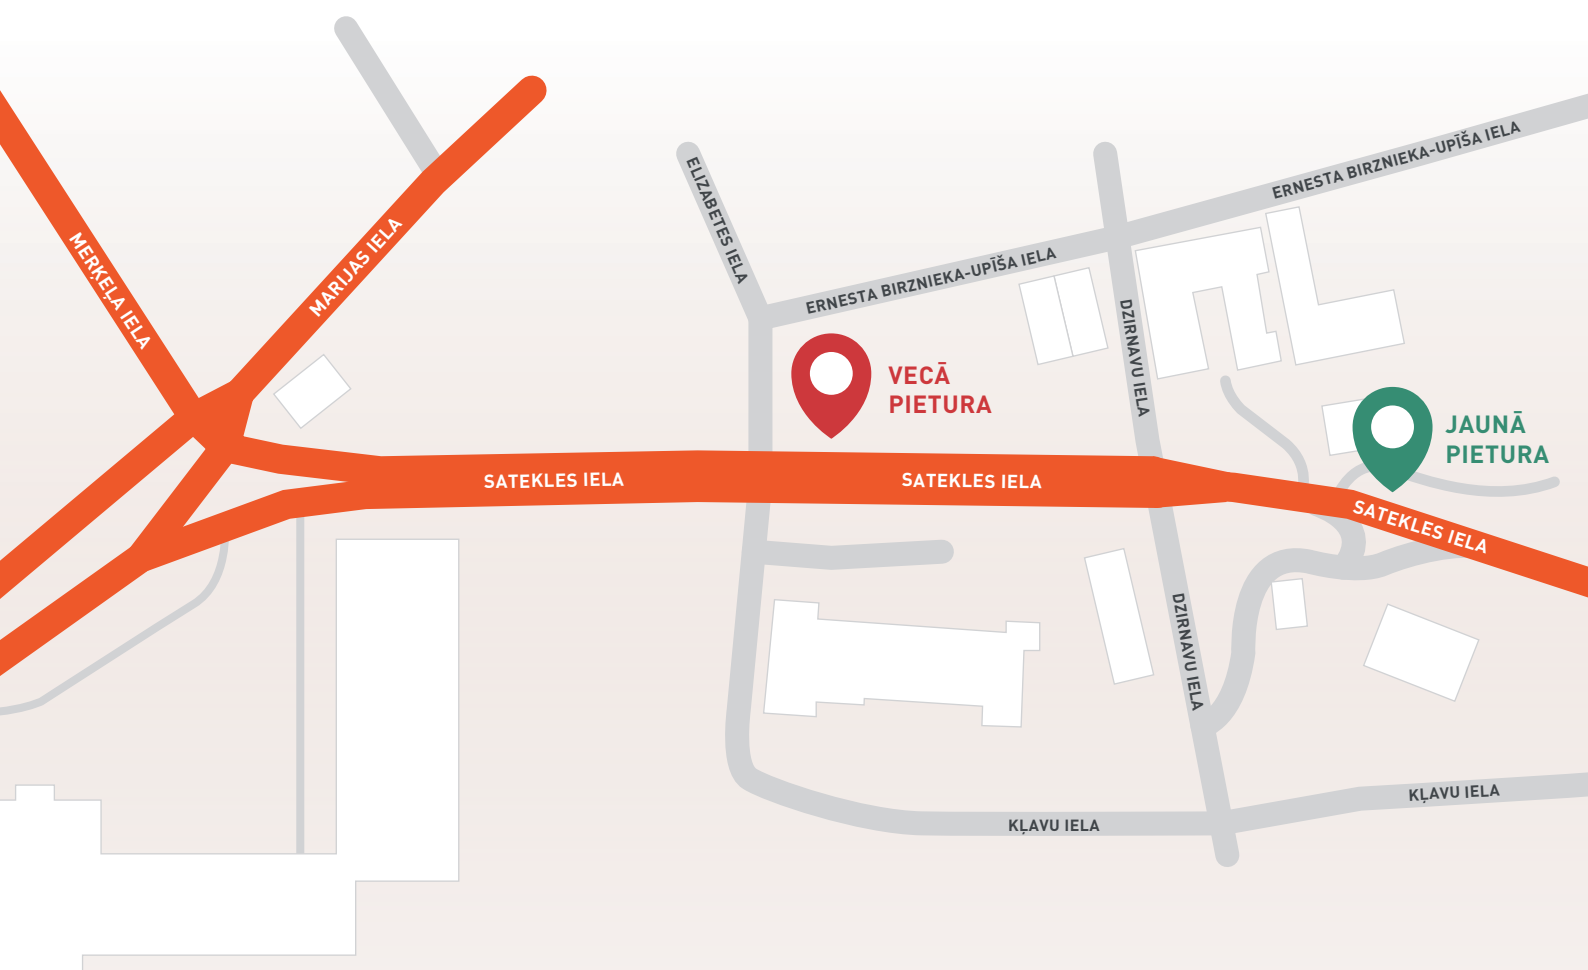 ERNESTA BIRZNIEKA-UPĪŠA IELA
ELIZABETES IELA
MERĶEĻA IELA
MARIJAS IELA
ERNESTA BIRZNIEKA-UPĪŠA IELA
DZIRNAVU IELA
VECĀ
PIETURA
JAUNĀ
PIETURA
SATEKLES IELA
SATEKLES IELA
SATEKLES IELA
DZIRNAVU IELA
KĻAVU IELA
KĻAVU IELA